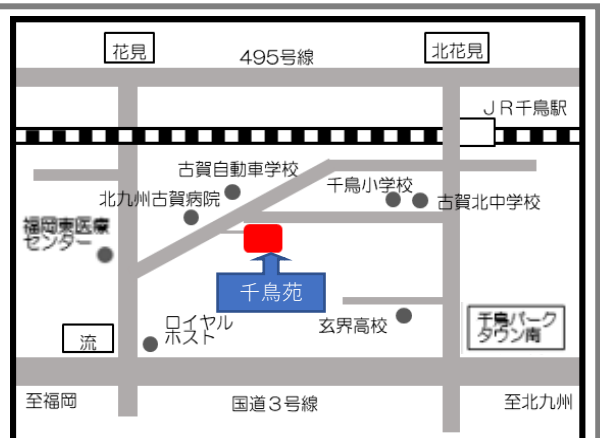 花見
495号線
北花見
JR千鳥駅
古賀自動車学校
千鳥小学校
北九州古賀病院
古賀北中学校
福岡東医療
センター
千鳥苑
ロイヤル
ホスト
玄界高校
千鳥パーク
タウン南
流
至福岡
国道3号線
至北九州